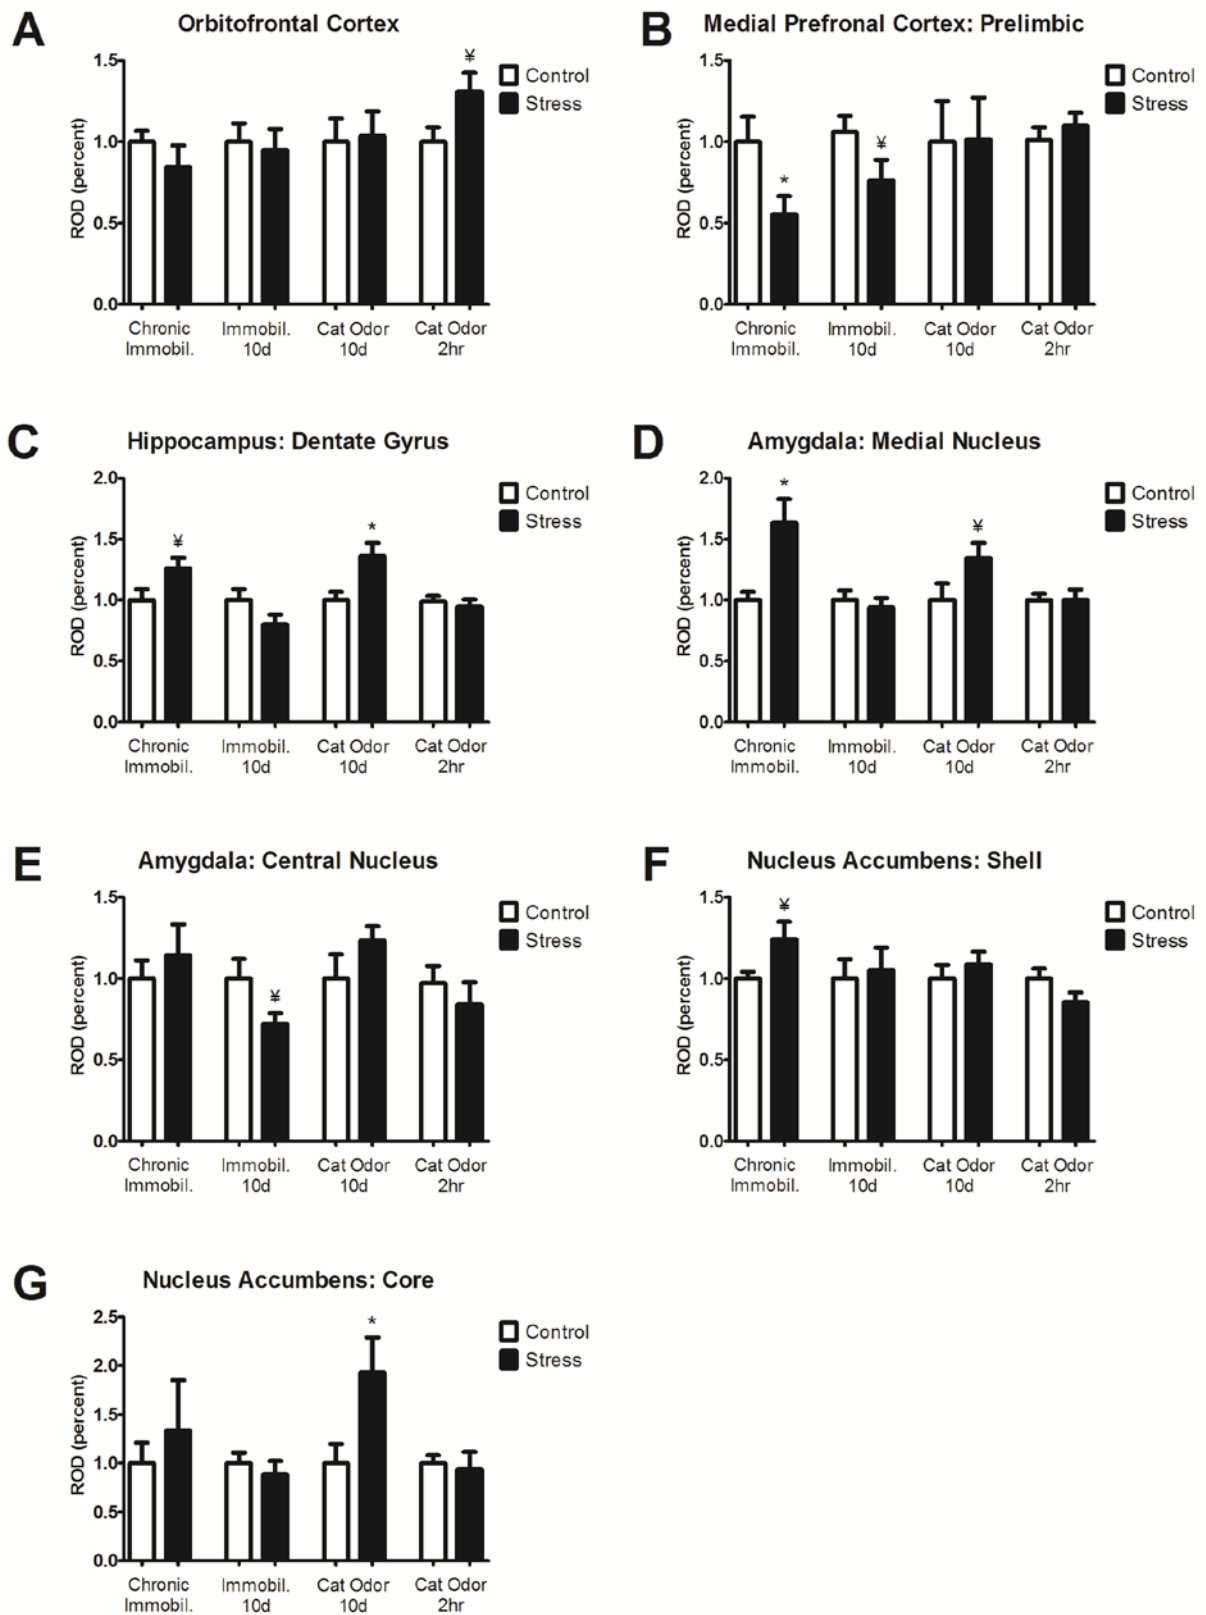 A
Orbitofrontal Cortex
¥
1.5
1.0
0.5
0.0
ROD (percent)
Control
Stress
Chronic Immobil. 10d Cat Odor Cat Odor
Immobil. 10d 2hr
B
Medial Prefronal Cortex: Prelimbic
* ¥
1.5
1.0
0.5
0.0
ROD (percent)
Control
Stress
Chronic Immobil. Cat Odor Cat Odor
Immobil. 10d 10d 2hr
C
Hippocampus: Dentate Gyrus
¥ *
2.0
1.5
1.0
0.5
0.0
ROD (percent)
Control
Stress
Chronic Immobil. Cat Odor Cat Odor
Immobil. 10d 10d 2hr
D
Amygdala: Medial Nucleus
* ¥
2.0
1.5
1.0
0.5
0.0
ROD (percent)
Control
Stress
Chronic Immobil. Cat Odor Cat Odor
Immobil. 10d 10d 2hr
E
Amygdala: Central Nucleus
¥
1.5
1.0
0.5
0.0
ROD (percent)
Control
Stress
Chronic Immobil. Cat Odor Cat Odor
Immobil. 10d 10d 2hr
F
Nucleus Accumbens: Shell
¥
1.5
1.0
0.5
0.0
ROD (percent)
Control
Stress
Chronic Immobil. Cat Odor Cat Odor
Immobil. 10d 10d 2hr
G
Nucleus Accumbens: Core
*
2.5
2.0
1.5
1.0
0.5
0.0
ROD (percent)
Control
Stress
Chronic Immobil. Cat Odor Cat Odor
Immobil. 10d 10d 2hr